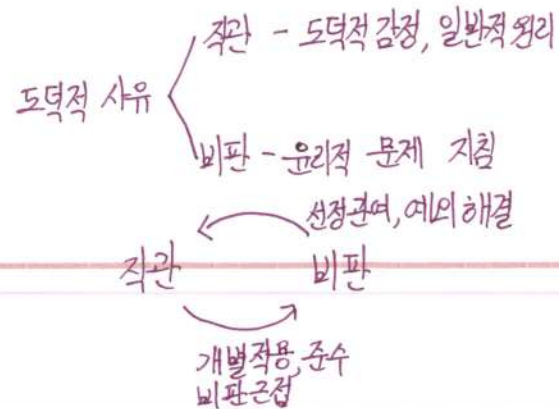 직관 - 도덕적 감정, 일반적 원리
도덕적 사유
비판 - 윤리적 문제 지침
선정관여, 예외해결
직관 비판
개별적용, 준수
비판근접